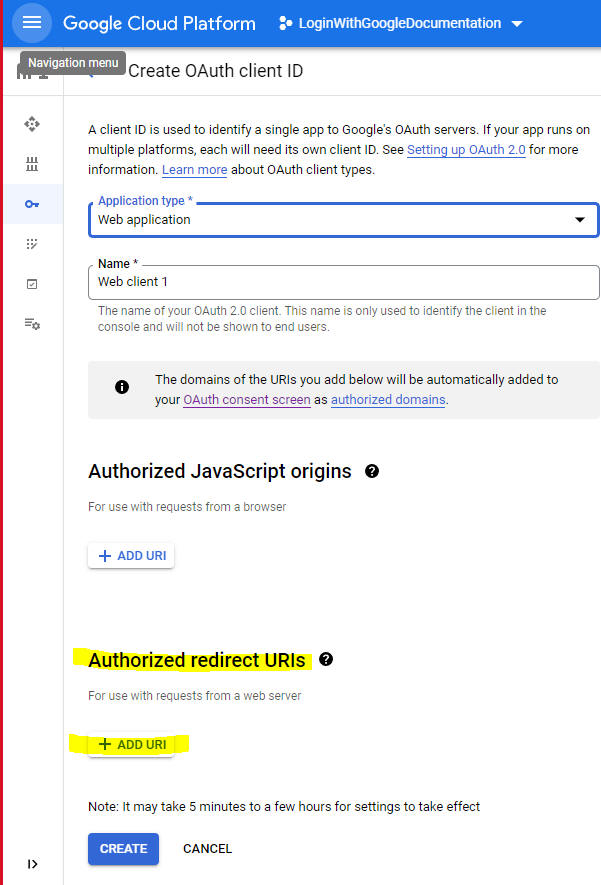 Google Cloud Platform LoginWithGoogleDocumentation
Navigation menu
Create OAuth client ID
A client ID is used to identify a single app to Google's OAuth servers. If your app runs on
multiple platforms, each will need its own client ID. See Setting up OAuth 2.0 for more
information. Learn more about OAuth client types.
Application type *
Web application
Name *
Web client 1
The name of your OAuth 2.0 client. This name is only used to identify the client in the
console and will not be shown to end users.
The domains of the URIs you add below will be automatically added to
your OAuth consent screen as authorized domains.
Authorized JavaScript origins
For use with requests from a browser
+ ADD URI
Authorized redirect URIs
For use with requests from a web server
+ ADD URI
Note: It may take 5 minutes to a few hours for settings to take effect
CREATE CANCEL